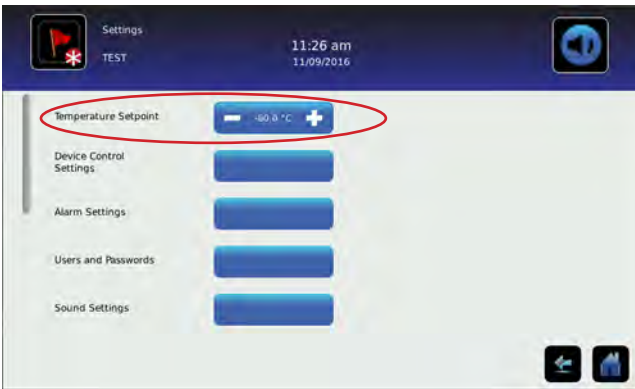 Settings
TEST
11:26 am
11/09/2016
Temperature Setpoint
-80.0 °C
Device Control
Settings
Alarm Settings
Users and Passwords
Sound Settings